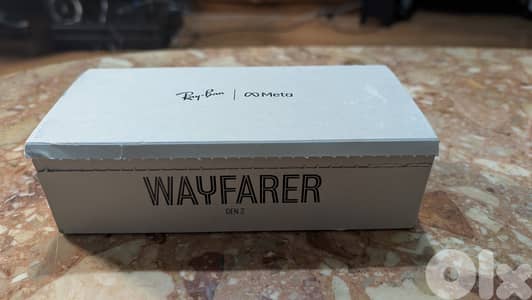 Ray-Ban | Meta
WAYFARER
GEN 2
OLX